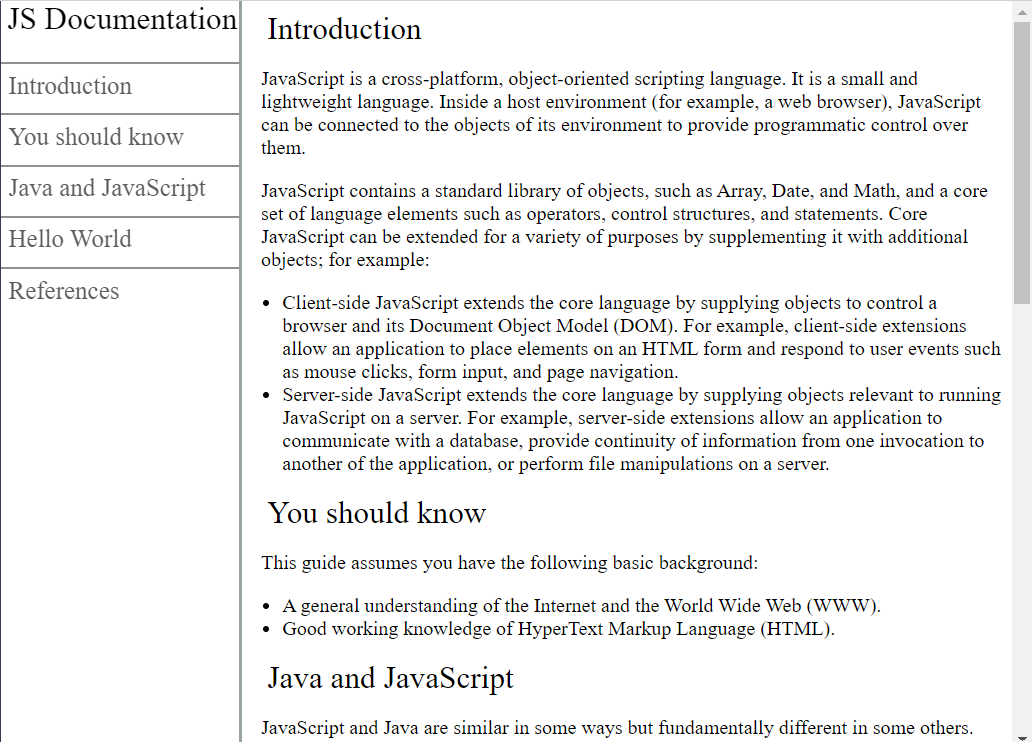 JS Documentation
Introduction
You should know
Java and JavaScript
Hello World
References
Introduction
JavaScript is a cross-platform, object-oriented scripting language. It is a small and
lightweight language. Inside a host environment (for example, a web browser), JavaScript
can be connected to the objects of its environment to provide programmatic control over
them.
JavaScript contains a standard library of objects, such as Array, Date, and Math, and a core
set of language elements such as operators, control structures, and statements. Core
JavaScript can be extended for a variety of purposes by supplementing it with additional
objects; for example:
• Client-side JavaScript extends the core language by supplying objects to control a
browser and its Document Object Model (DOM). For example, client-side extensions
allow an application to place elements on an HTML form and respond to user events such
as mouse clicks, form input, and page navigation.
• Server-side JavaScript extends the core language by supplying objects relevant to running
JavaScript on a server. For example, server-side extensions allow an application to
communicate with a database, provide continuity of information from one invocation to
another of the application, or perform file manipulations on a server.
You should know
This guide assumes you have the following basic background:
• A general understanding of the Internet and the World Wide Web (WWW).
• Good working knowledge of HyperText Markup Language (HTML).
Java and JavaScript
JavaScript and Java are similar in some ways but fundamentally different in some others.